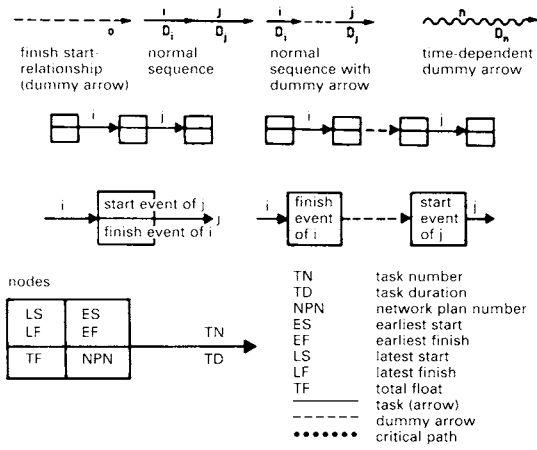 i j i j n
o D_i D_j D_i D_j D_n
finish start- normal normal time-dependent
relationship sequence sequence with dummy arrow
(dummy arrow) dummy arrow
i j i j
i start event of j j i finish start j
finish event of i event event
of i of j
nodes
TN task number
TD task duration
NPN network plan number
ES earliest start
EF earliest finish
LS latest start
LF latest finish
TF total float
task (arrow)
dummy arrow
critical path
LS ES
LF EF TN
TF NPN TD